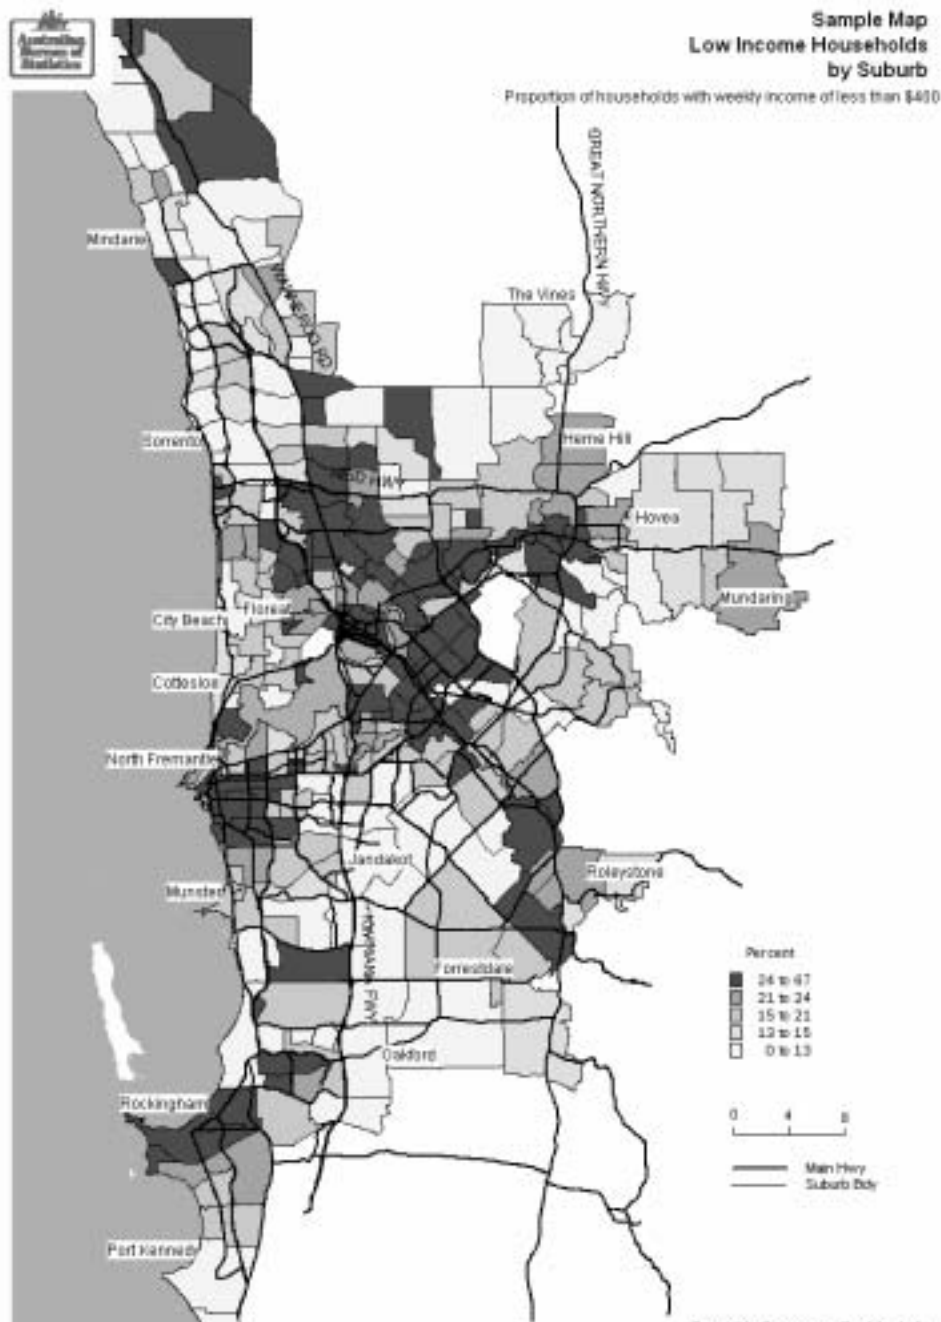 Australian
Bureau of
Statistics
Sample Map
Low Income Households
by Suburb
Proportion of households with weekly income of less than $400
GREAT NORTHERN HWY
Mindarie
WANNEROO RD
The Vines
Sorrento
Herne Hill
REID HWY
Hovea
Mundaring
City Beach
Floreat
Cottesloe
North Fremantle
Jandakot
Roleystone
Munster
KWINANA FWY
Forrestdale
Percent
24 to 67
21 to 24
15 to 21
13 to 15
0 to 13
Oakford
Rockingham
0 4 8
Main Hwy
Suburb Bdy
Port Kennedy